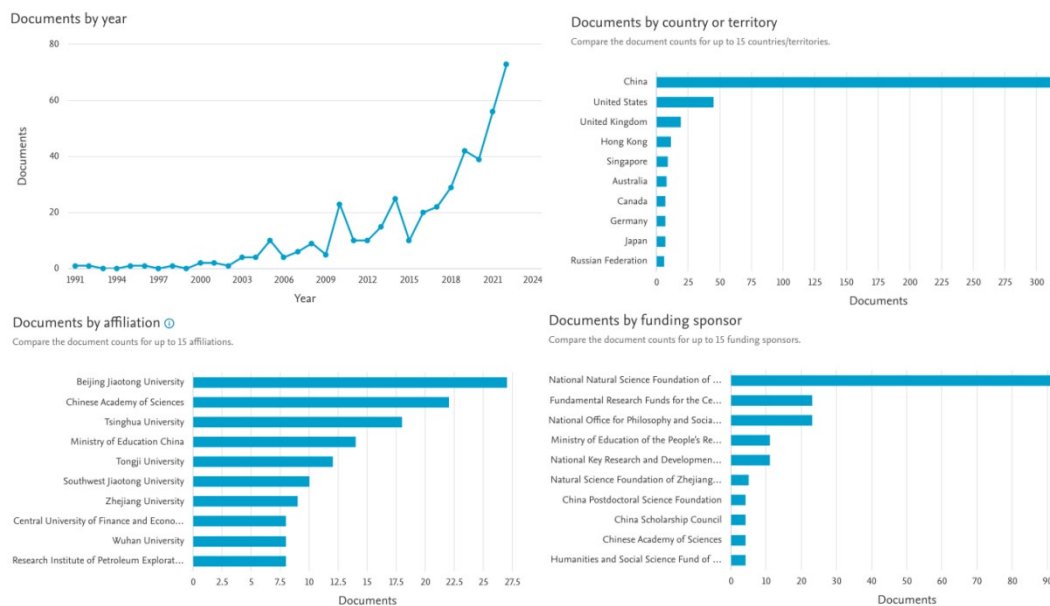 Documents by year
80
60
40
20
0
Documents
1991
1994
1997
2000
2003
2006
2009
2012
2015
2018
2021
2024
Year
Documents by country or territory
Compare the document counts for up to 15 countries/territories.
China
United States
United Kingdom
Hong Kong
Singapore
Australia
Canada
Germany
Japan
Russian Federation
0 25 50 75 100 125 150 175 200 225 250 275 300
Documents
Documents by affiliation
Compare the document counts for up to 15 affiliations.
Beijing Jiaotong University
Chinese Academy of Sciences
Tsinghua University
Ministry of Education China
Tongji University
Southwest Jiaotong University
Zhejiang University
Central University of Finance and Econo...
Wuhan University
Research Institute of Petroleum Explorat...
0 2.5 5 7.5 10 12.5 15 17.5 20 22.5 25 27.5
Documents
Documents by funding sponsor
Compare the document counts for up to 15 funding sponsors.
National Natural Science Foundation of ...
Fundamental Research Funds for the Ce...
National Office for Philosophy and Socia...
Ministry of Education of the People's Re...
National Key Research and Developmen...
Natural Science Foundation of Zhejiang...
China Postdoctoral Science Foundation
China Scholarship Council
Chinese Academy of Sciences
Humanities and Social Science Fund of ...
0 10 20 30 40 50 60 70 80 90
Documents